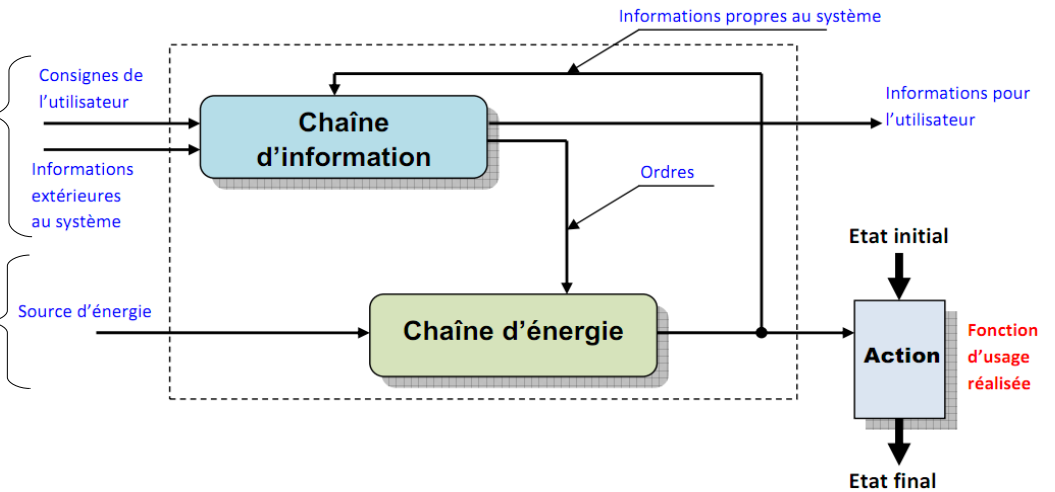 Informations propres au système
Consignes de
l’utilisateur
Informations pour
l’utilisateur
Chaîne
d’information
Informations
extérieures
au système
Ordres
Etat initial
Source d’énergie
Chaîne d’énergie
Action
Fonction
d’usage
réalisée
Etat final